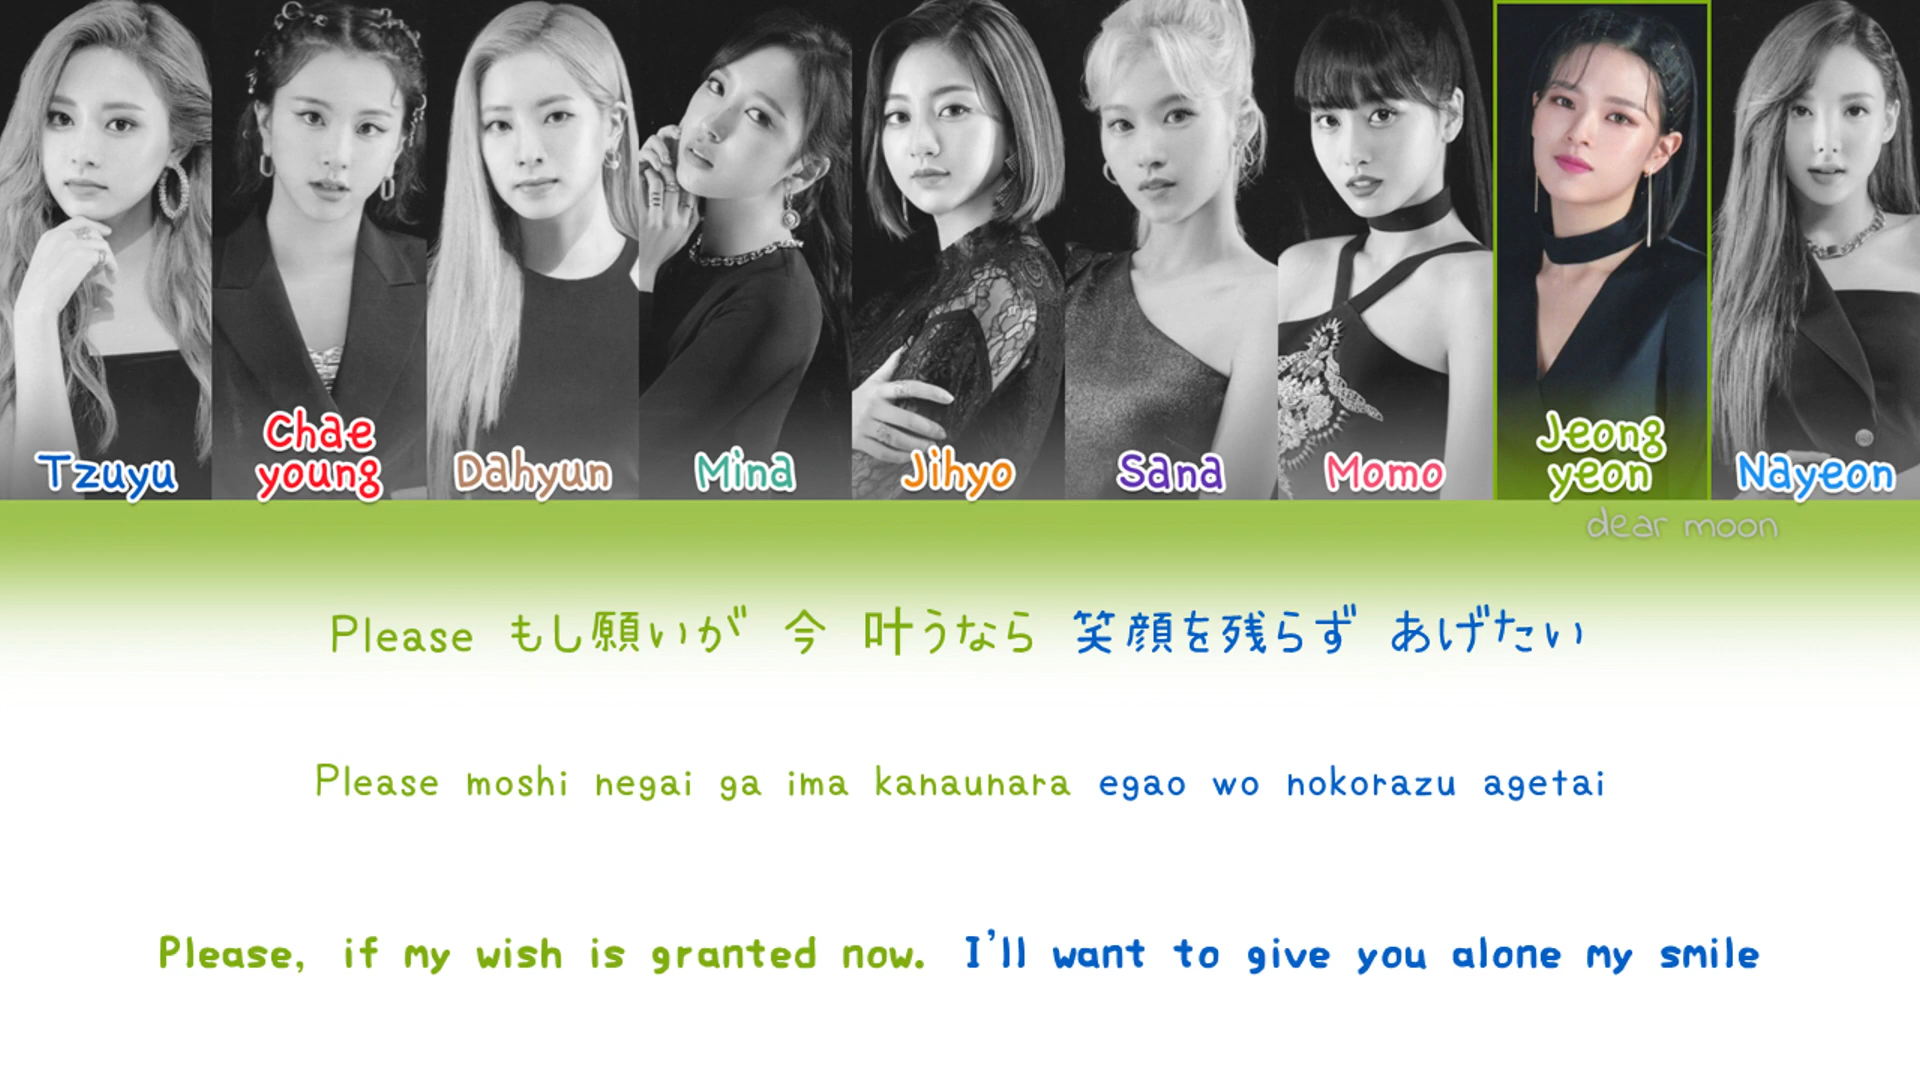 Tzuyu
Chae
young
Dahyun
Mina
Jihyo
Sana
Momo
Jeong
yeon
Nayeon
dear moon
Please もし願いが 今 叶うなら 笑顔を残らず あげたい
Please moshi negai ga ima kanaunara egao wo nokorazu agetai
Please, if my wish is granted now. I'll want to give you alone my smile